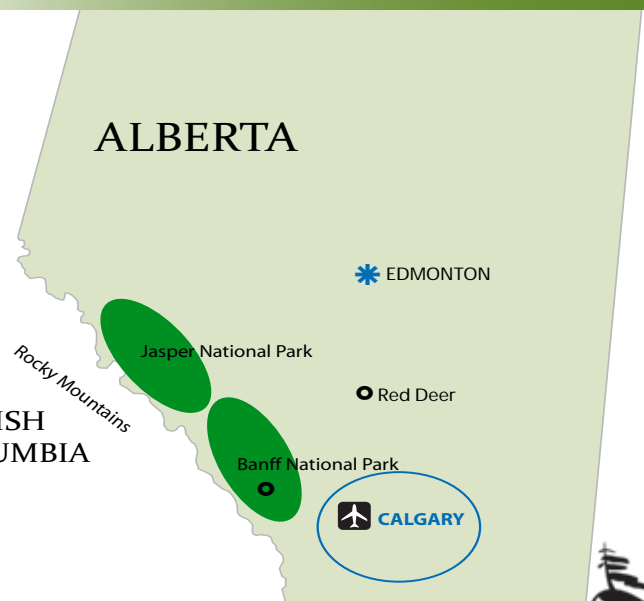 ALBERTA
EDMONTON
Jasper National Park
Rocky Mountains
Red Deer
ISH
UMBIA
Banff National Park
CALGARY